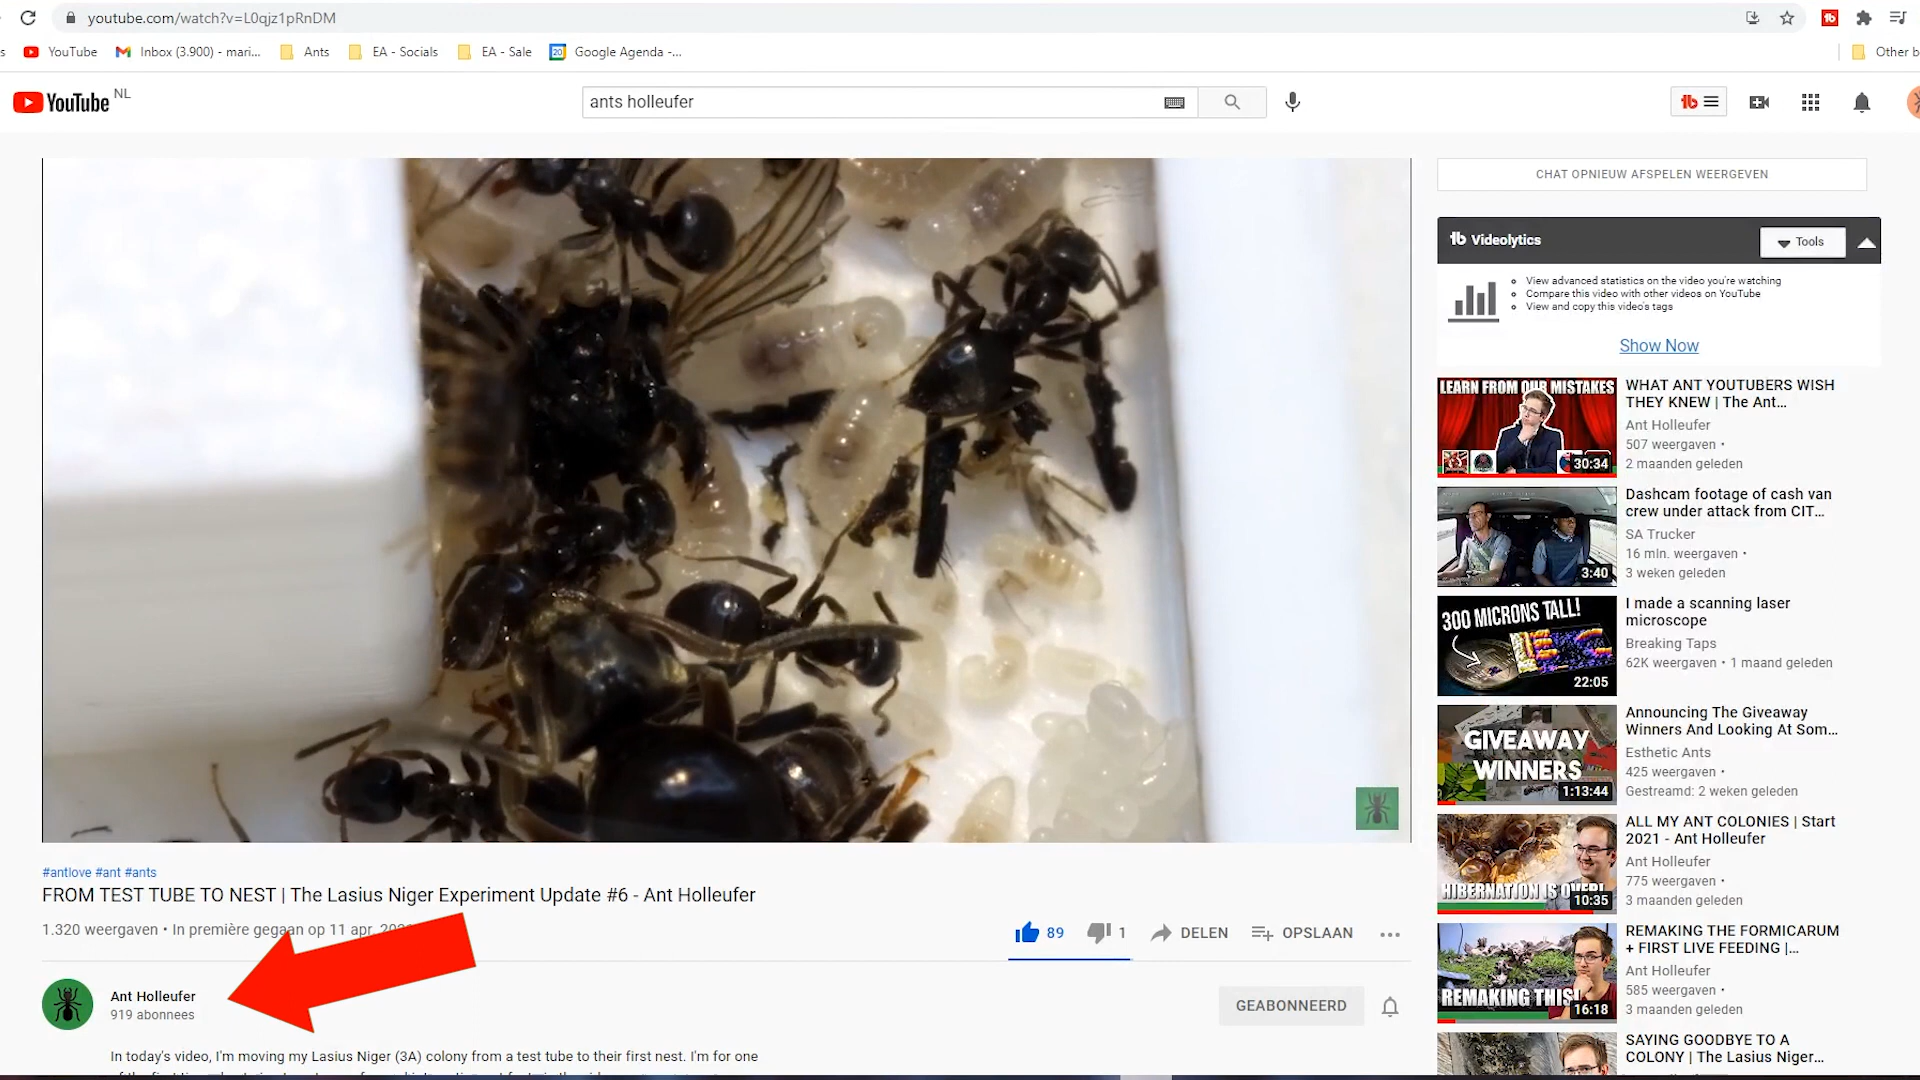 youtube.com/watch?v=L0qjz1pRnDM
s YouTube Inbox (3.900) - mari... Ants EA - Socials EA - Sale 20 Google Agenda -... Other b
YouTube NL
ants holleufer
#antlove #ant #ants
FROM TEST TUBE TO NEST | The Lasius Niger Experiment Update #6 - Ant Holleufer
1.320 weergaven • In première gegaan op 11 apr.
89 1 DELEN OPSLAAN
Ant Holleufer
919 abonnees
GEABONNEERD
In today's video, I'm moving my Lasius Niger (3A) colony from a test tube to their first nest. I'm for one
CHAT OPNIEUW AFSPELEN WEERGEVEN
Videolytics Tools
View advanced statistics on the video you're watching
Compare this video with other videos on YouTube
View and copy this video's tags
Show Now
LEARN FROM OUR MISTAKES
30:34
WHAT ANT YOUTUBERS WISH
THEY KNEW | The Ant...
Ant Holleufer
507 weergaven •
2 maanden geleden
3:40
Dashcam footage of cash van
crew under attack from CIT...
SA Trucker
16 mln. weergaven •
3 weken geleden
300 MICRONS TALL!
22:05
I made a scanning laser
microscope
Breaking Taps
62K weergaven • 1 maand geleden
GIVEAWAY
WINNERS
1:13:44
Announcing The Giveaway
Winners And Looking At Som...
Esthetic Ants
425 weergaven •
Gestreamd: 2 weken geleden
HIBERNATION IS OVER!
10:35
ALL MY ANT COLONIES | Start
2021 - Ant Holleufer
Ant Holleufer
775 weergaven •
3 maanden geleden
REMAKING THIS!
16:18
REMAKING THE FORMICARUM
+ FIRST LIVE FEEDING |...
Ant Holleufer
585 weergaven •
3 maanden geleden
SAYING GOODBYE TO A
COLONY | The Lasius Niger...